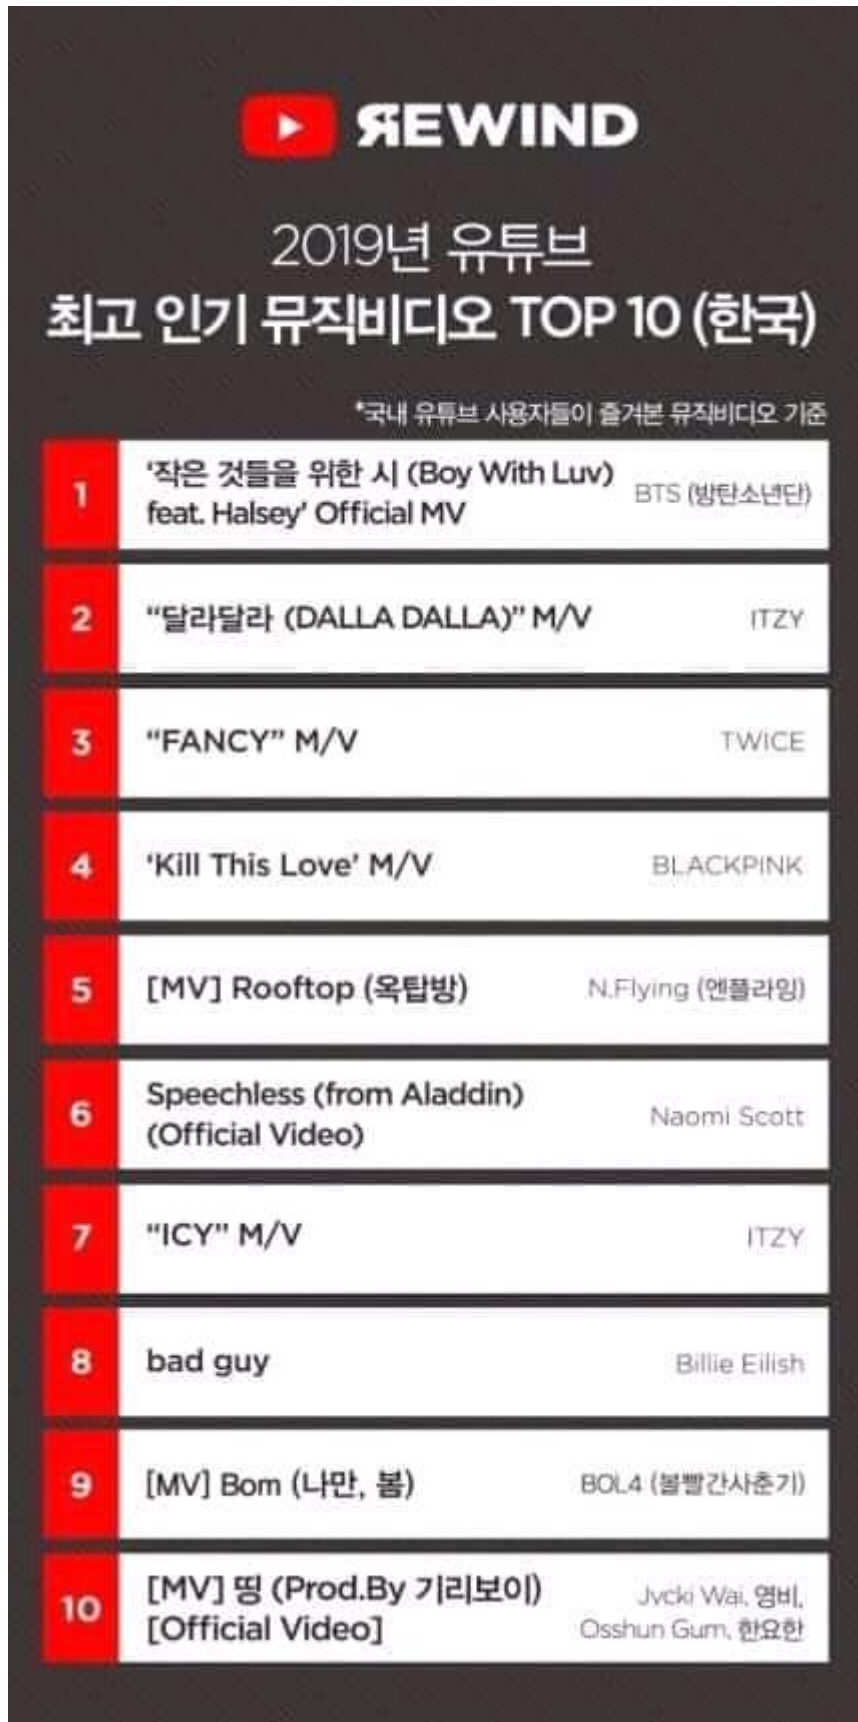 REWIND
2019년 유튜브
최고 인기 뮤직비디오 TOP 10 (한국)
*국내 유튜브 사용자들이 즐겨본 뮤직비디오 기준
1
‘작은 것들을 위한 시 (Boy With Luv)
feat. Halsey’ Official MV
BTS (방탄소년단)
2
“달라달라 (DALLA DALLA)” M/V
ITZY
3
“FANCY” M/V
TWICE
4
‘Kill This Love’ M/V
BLACKPINK
5
[MV] Rooftop (옥탑방)
N.Flying (엔플라잉)
6
Speechless (from Aladdin)
(Official Video)
Naomi Scott
7
“ICY” M/V
ITZY
8
bad guy
Billie Eilish
9
[MV] Bom (나만, 봄)
BOL4 (볼빨간사춘기)
10
[MV] 띵 (Prod.By 기리보이)
[Official Video]
Jvcki Wai, 영비,
Osshun Gum, 한요한